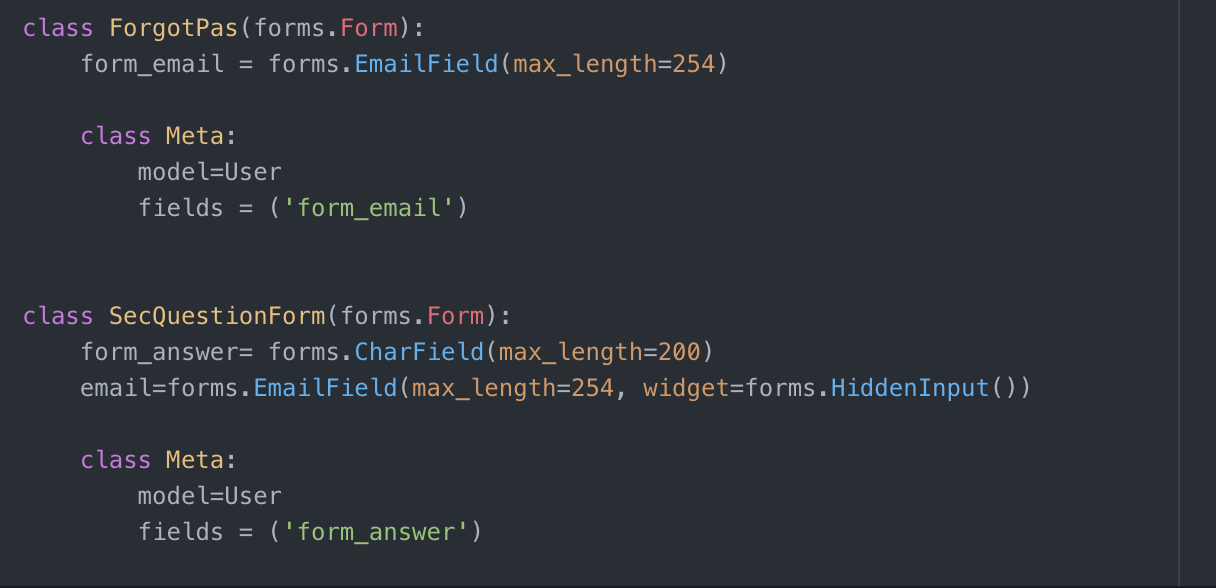 class ForgotPas(forms.Form):
    form_email = forms.EmailField(max_length=254)
    class Meta:
        model=User
        fields = ('form_email')
class SecQuestionForm(forms.Form):
    form_answer= forms.CharField(max_length=200)
    email=forms.EmailField(max_length=254, widget=forms.HiddenInput())
    class Meta:
        model=User
        fields = ('form_answer')